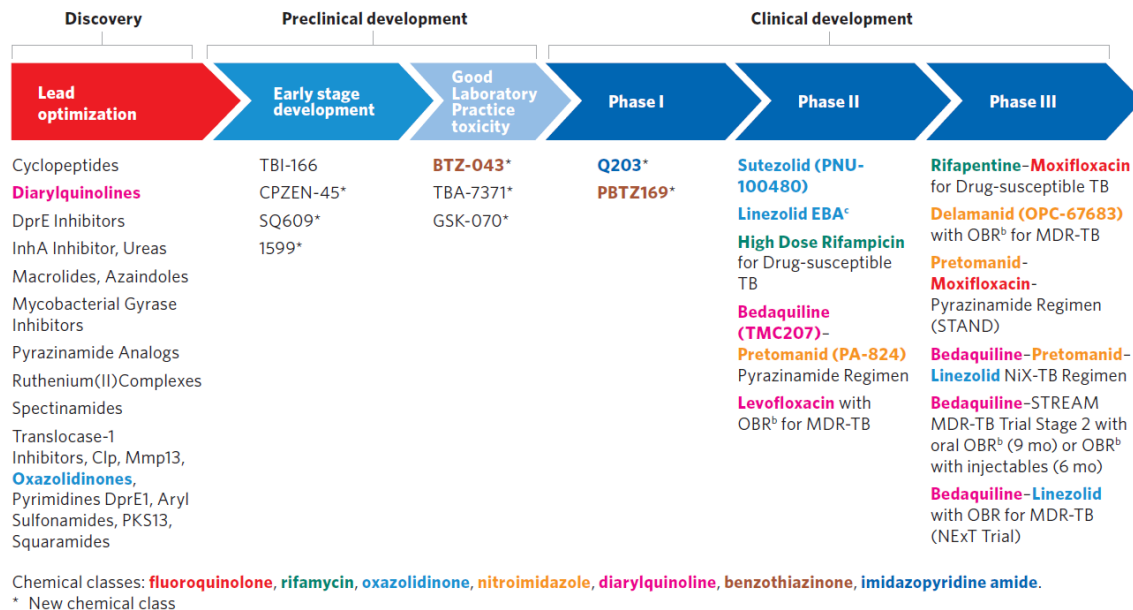 Discovery
Preclinical development
Clinical development
Lead
optimization
Early stage
development
Good
Laboratory
Practice
toxicity
Phase I
Phase II
Phase III
Cyclopeptides
Diarylquinolines
DprE Inhibitors
InhA Inhibitor, Ureas
Macrolides, Azaindoles
Mycobacterial Gyrase
Inhibitors
Pyrazinamide Analogs
Ruthenium(II)Complexes
Spectinamides
Translocase-1
Inhibitors, Clp, Mmp13,
Oxazolidinones,
Pyrimidines DprE1, Aryl
Sulfonamides, PKS13,
Squaramides
TBI-166
CPZEN-45*
SQ609*
1599*
BTZ-043*
TBA-7371*
GSK-070*
Q203*
PBTZ169*
Sutezolid (PNU-
100480)
Linezolid EBAᶜ
High Dose Rifampicin
for Drug-susceptible
TB
Bedaquiline
(TMC207)–
Pretomanid (PA-824)
Pyrazinamide Regimen
Levofloxacin with
OBRᵇ for MDR-TB
Rifapentine–Moxifloxacin
for Drug-susceptible TB
Delamanid (OPC-67683)
with OBRᵇ for MDR-TB
Pretomanid-
Moxifloxacin-
Pyrazinamide Regimen
(STAND)
Bedaquiline–Pretomanid–
Linezolid NiX-TB Regimen
Bedaquiline–STREAM
MDR-TB Trial Stage 2 with
oral OBRᵇ (9 mo) or OBRᵇ
with injectables (6 mo)
Bedaquiline–Linezolid
with OBR for MDR-TB
(NExT Trial)
Chemical classes: fluoroquinolone, rifamycin, oxazolidinone, nitroimidazole, diarylquinoline, benzothiazinone, imidazopyridine amide.
* New chemical class